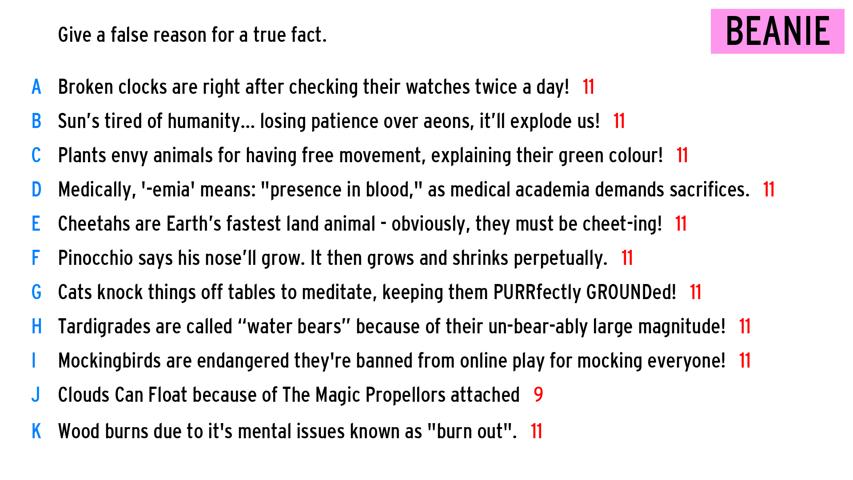 Give a false reason for a true fact.
BEANIE
A Broken clocks are right after checking their watches twice a day! 11
B Sun's tired of humanity... losing patience over aeons, it'll explode us! 11
C Plants envy animals for having free movement, explaining their green colour! 11
D Medically, '-emia' means: "presence in blood," as medical academia demands sacrifices. 11
E Cheetahs are Earth's fastest land animal - obviously, they must be cheet-ing! 11
F Pinocchio says his nose'll grow. It then grows and shrinks perpetually. 11
G Cats knock things off tables to meditate, keeping them PURRfectly GROUNDed! 11
H Tardigrades are called “water bears” because of their un-bear-ably large magnitude! 11
I Mockingbirds are endangered they're banned from online play for mocking everyone! 11
J Clouds Can Float because of The Magic Propellors attached 9
K Wood burns due to it's mental issues known as "burn out". 11